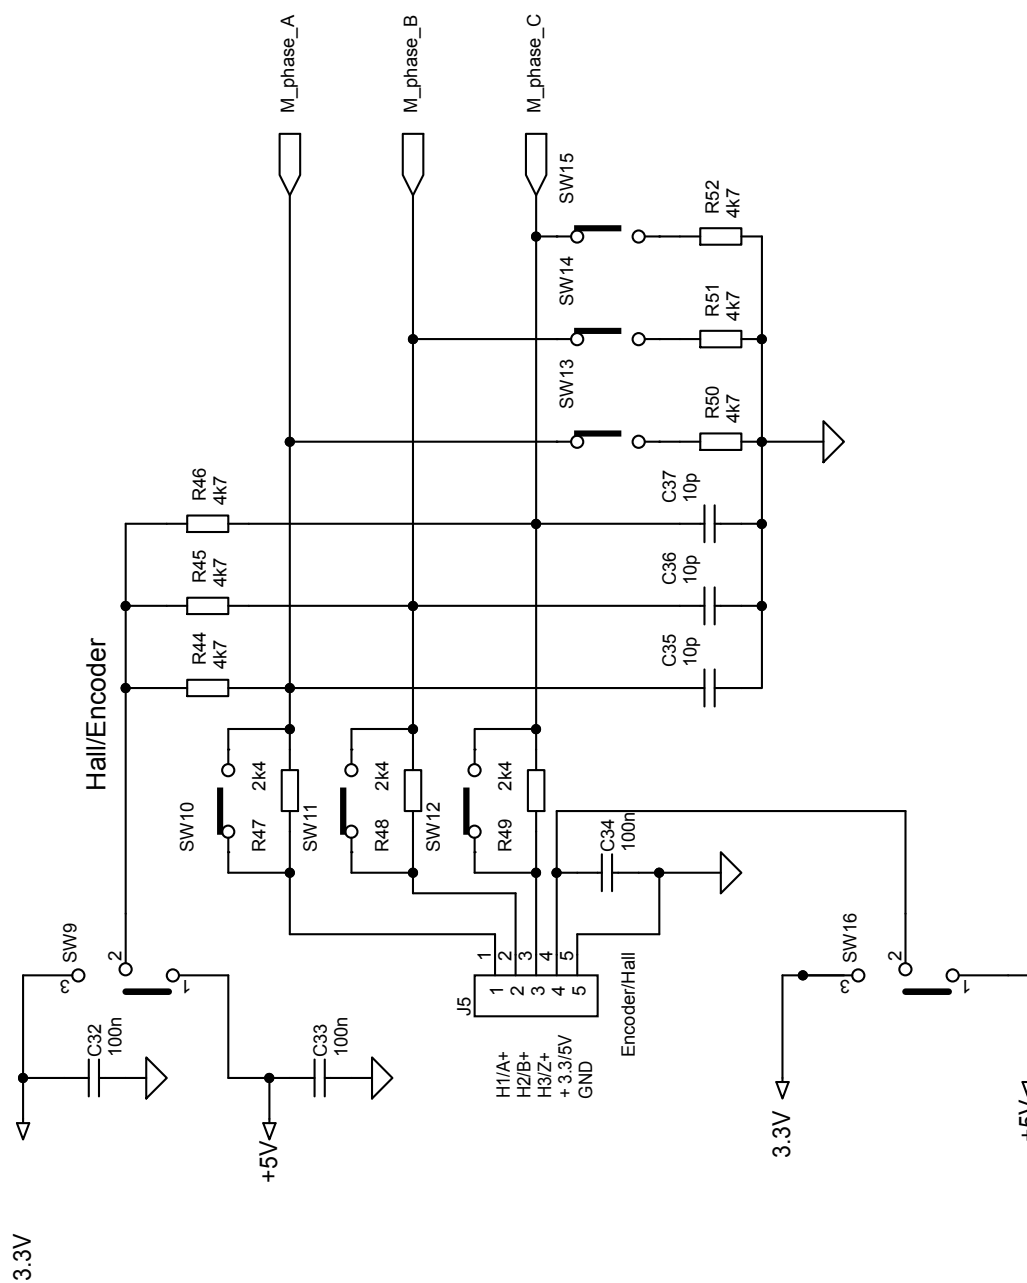 M_phase_A
M_phase_B
M_phase_C
SW15
R52
4k7
SW14
R51
4k7
SW13
R50
4k7
R46
4k7
C37
10p
R45
4k7
C36
10p
R44
4k7
C35
10p
Hall/Encoder
SW10
R47
2k4
SW11
R48
2k4
SW12
R49
2k4
C34
100n
SW9
3
2
1
C32
100n
3.3V
C33
100n
+5V
J5
1
2
3
4
5
1
2
3
4
5
H1/A+
H2/B+
H3/Z+
+ 3.3/5V
GND
Encoder/Hall
SW16
3
2
1
3.3V
+5V